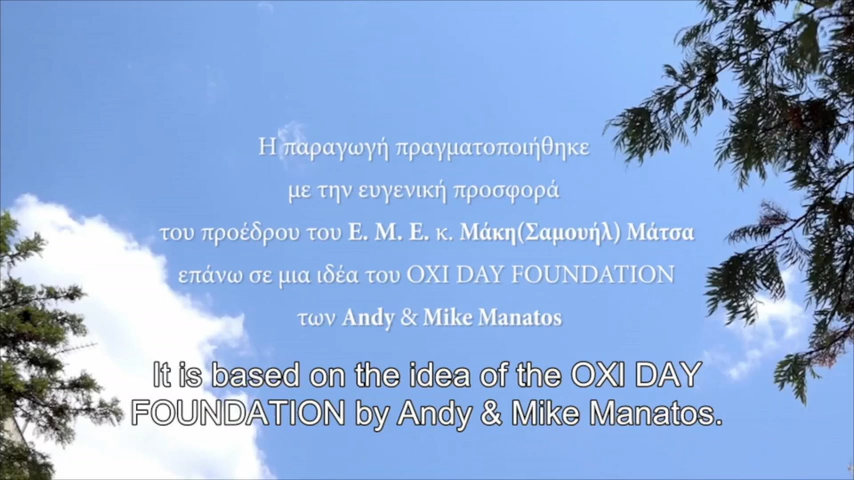 Η παραγωγή πραγματοποιήθηκε
με την ευγενική προσφορά
του προέδρου του Ε. Μ. Ε. κ. Μάκη(Σαμουήλ) Μάτσα
επάνω σε μια ιδέα του OXI DAY FOUNDATION
των Andy & Mike Manatos
It is based on the idea of the OXI DAY
FOUNDATION by Andy & Mike Manatos.